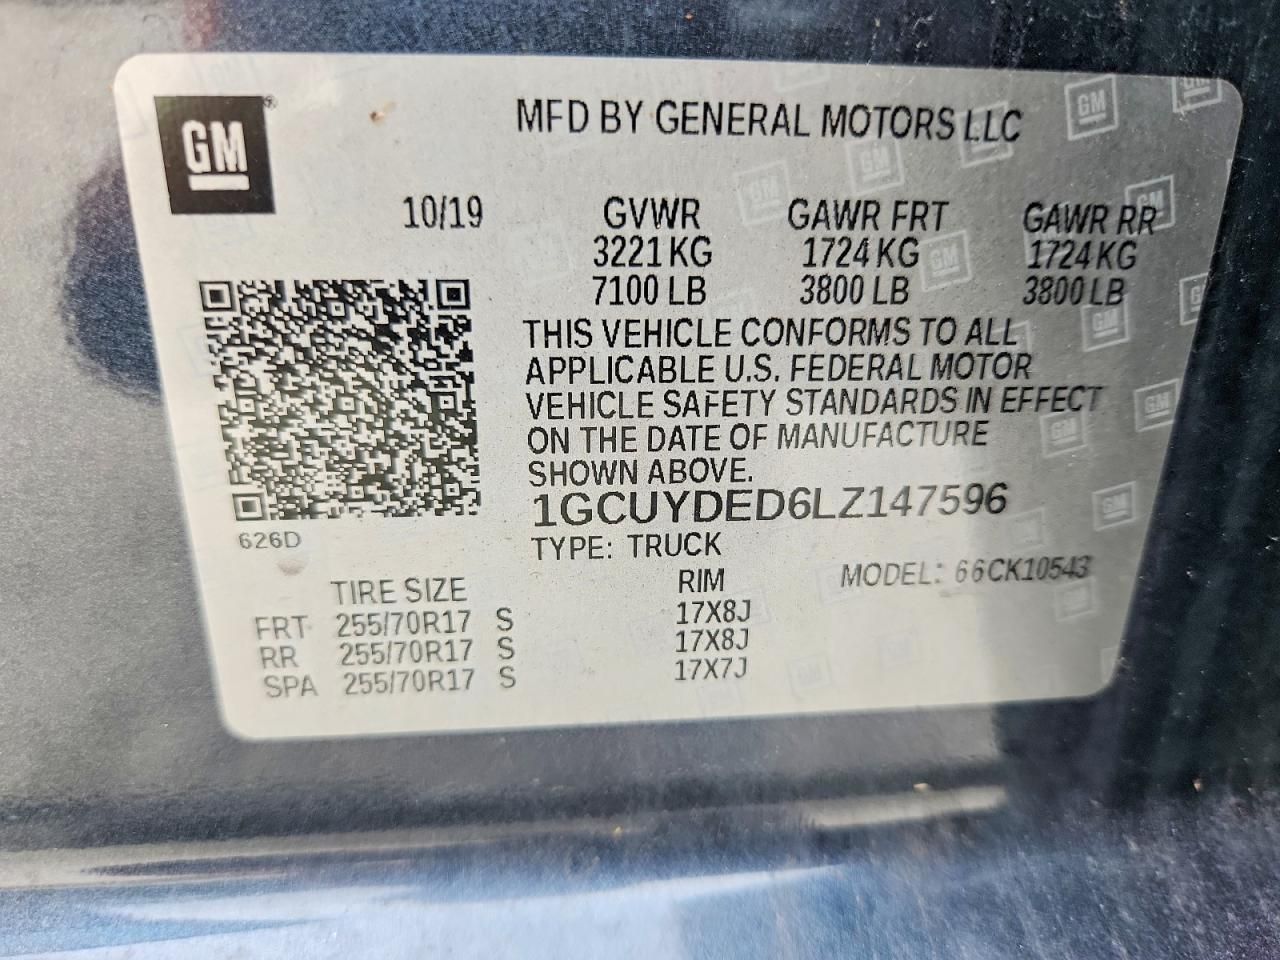 GM®
MFD BY GENERAL MOTORS LLC
10/19 GVWR GAWR FRT GAWR RR
3221 KG 1724 KG 1724 KG
7100 LB 3800 LB 3800 LB
THIS VEHICLE CONFORMS TO ALL
APPLICABLE U.S. FEDERAL MOTOR
VEHICLE SAFETY STANDARDS IN EFFECT
ON THE DATE OF MANUFACTURE
SHOWN ABOVE.
1GCUYDED6LZ147596
626D
TYPE: TRUCK
TIRE SIZE RIM MODEL: 66CK10543
FRT 255/70R17 S 17X8J
RR 255/70R17 S 17X8J
SPA 255/70R17 S 17X7J